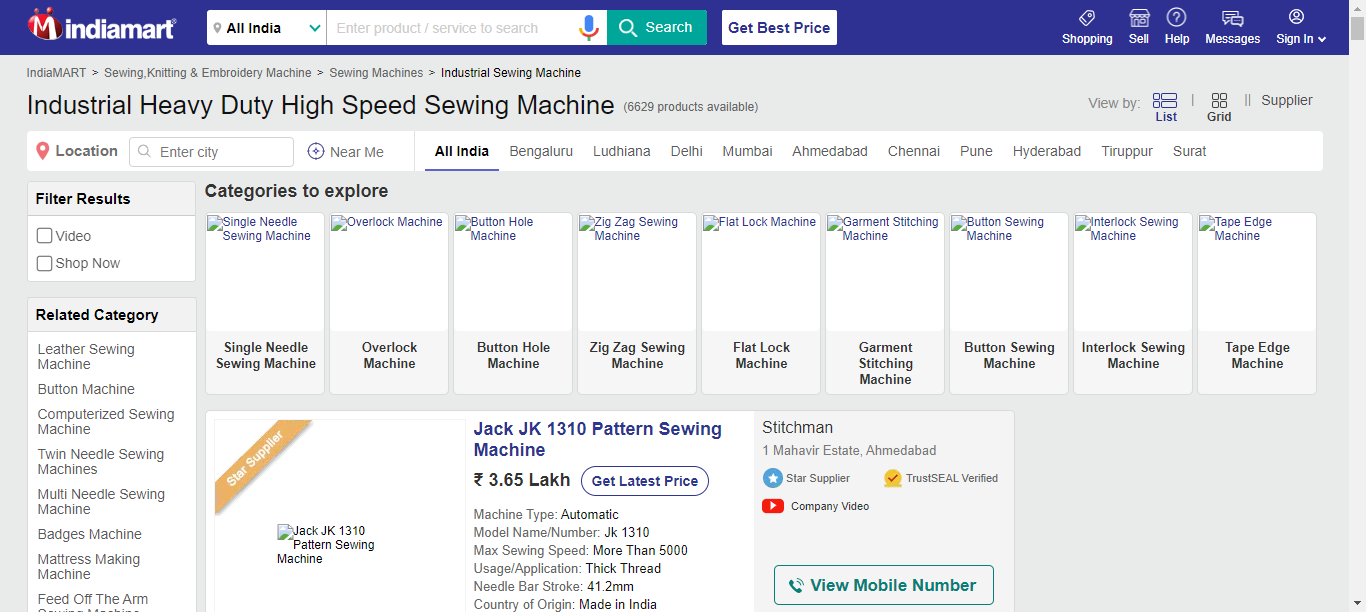 indiamart
All India
Enter product / service to search
Search
Get Best Price
Shopping
Sell
Help
Messages
Sign In
IndiaMART > Sewing,Knitting & Embroidery Machine > Sewing Machines > Industrial Sewing Machine
Industrial Heavy Duty High Speed Sewing Machine (6629 products available)
View by:
List
|
Grid
||
Supplier
Location
Enter city
Near Me
All India
Bengaluru
Ludhiana
Delhi
Mumbai
Ahmedabad
Chennai
Pune
Hyderabad
Tiruppur
Surat
Filter Results
Video
Shop Now
Related Category
Leather Sewing
Machine
Button Machine
Computerized Sewing
Machine
Twin Needle Sewing
Machines
Multi Needle Sewing
Machine
Badges Machine
Mattress Making
Machine
Feed Off The Arm
Sewing Machine
Categories to explore
Single Needle
Sewing Machine
Overlock Machine
Button Hole
Machine
Zig Zag Sewing
Machine
Flat Lock Machine
Garment Stitching
Machine
Button Sewing
Machine
Interlock Sewing
Machine
Tape Edge
Machine
Single Needle
Sewing Machine
Overlock
Machine
Button Hole
Machine
Zig Zag Sewing
Machine
Flat Lock
Machine
Garment
Stitching
Machine
Button Sewing
Machine
Interlock Sewing
Machine
Tape Edge
Machine
Star Supplier
Jack JK 1310
Pattern Sewing
Machine
Jack JK 1310 Pattern Sewing
Machine
₹ 3.65 Lakh
Get Latest Price
Machine Type: Automatic
Model Name/Number: Jk 1310
Max Sewing Speed: More Than 5000
Usage/Application: Thick Thread
Needle Bar Stroke: 41.2mm
Country of Origin: Made in India
Stitchman
1 Mahavir Estate, Ahmedabad
Star Supplier
TrustSEAL Verified
Company Video
View Mobile Number